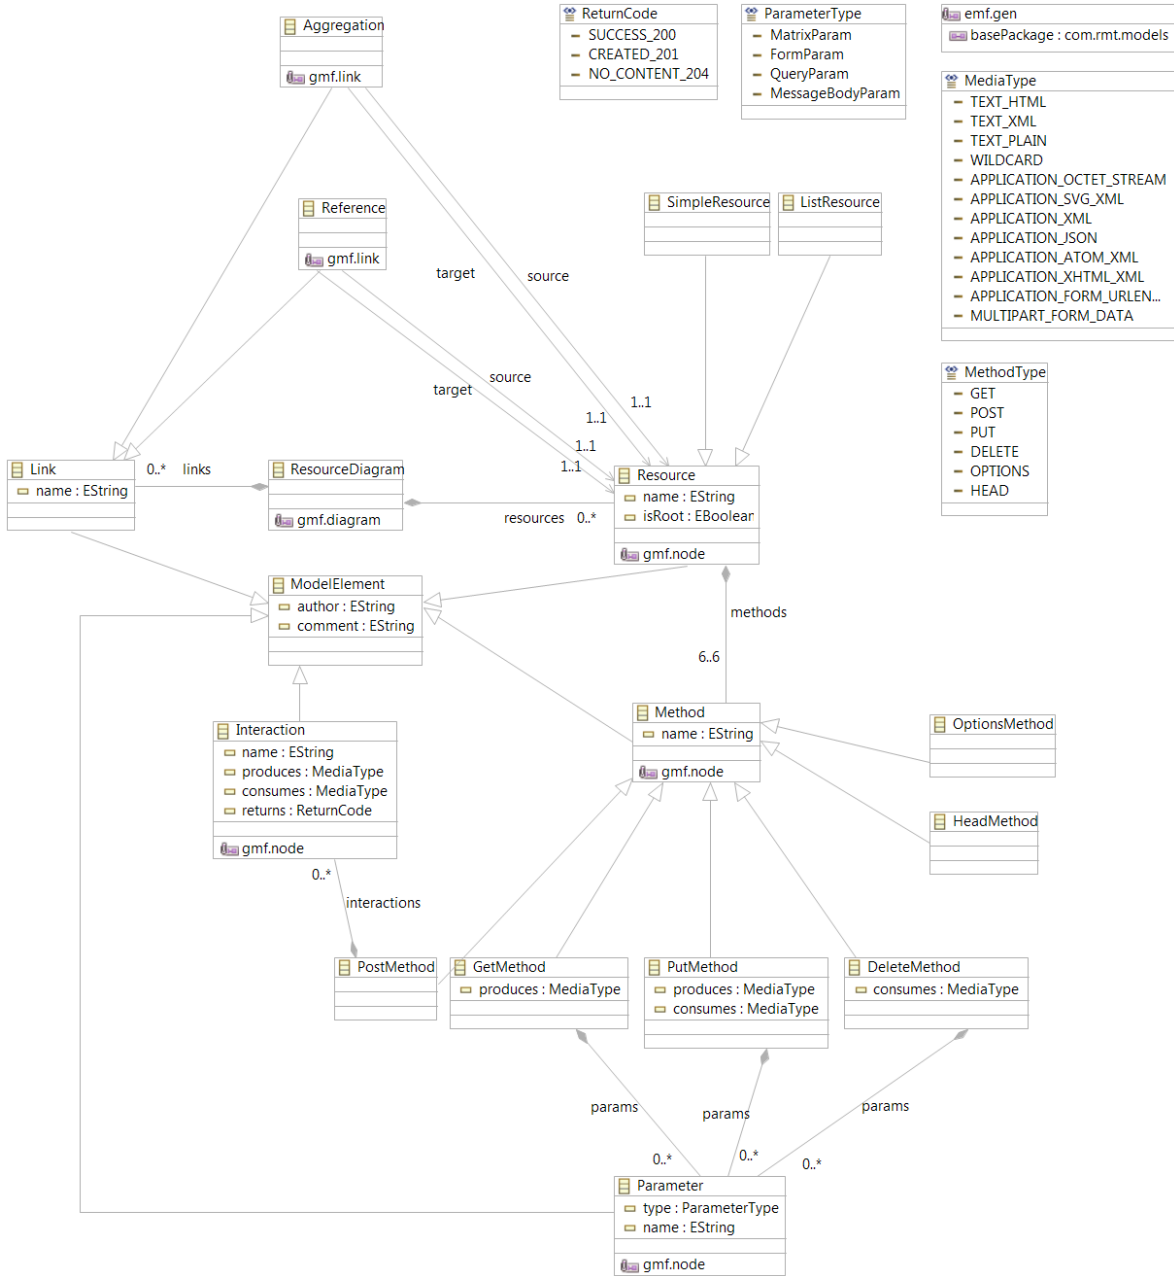 Aggregation
gmf.link
ReturnCode
SUCCESS_200
CREATED_201
NO_CONTENT_204
ParameterType
MatrixParam
FormParam
QueryParam
MessageBodyParam
emf.gen
basePackage : com.rmt.models
MediaType
TEXT_HTML
TEXT_XML
TEXT_PLAIN
WILDCARD
APPLICATION_OCTET_STREAM
APPLICATION_SVG_XML
APPLICATION_XML
APPLICATION_JSON
APPLICATION_ATOM_XML
APPLICATION_XHTML_XML
APPLICATION_FORM_URLEN...
MULTIPART_FORM_DATA
Reference
gmf.link
SimpleResource
ListResource
target
source
source
target
1..1
1..1
1..1
1..1
MethodType
GET
POST
PUT
DELETE
OPTIONS
HEAD
Link
name : EString
0..* links
ResourceDiagram
gmf.diagram
resources 0..*
Resource
name : EString
isRoot : EBoolean
gmf.node
ModelElement
author : EString
comment : EString
methods
6..6
Interaction
name : EString
produces : MediaType
consumes : MediaType
returns : ReturnCode
gmf.node
Method
name : EString
gmf.node
OptionsMethod
HeadMethod
0..*
interactions
PostMethod
GetMethod
produces : MediaType
PutMethod
produces : MediaType
consumes : MediaType
DeleteMethod
consumes : MediaType
params
params
params
0..*
0..*
0..*
Parameter
type : ParameterType
name : EString
gmf.node